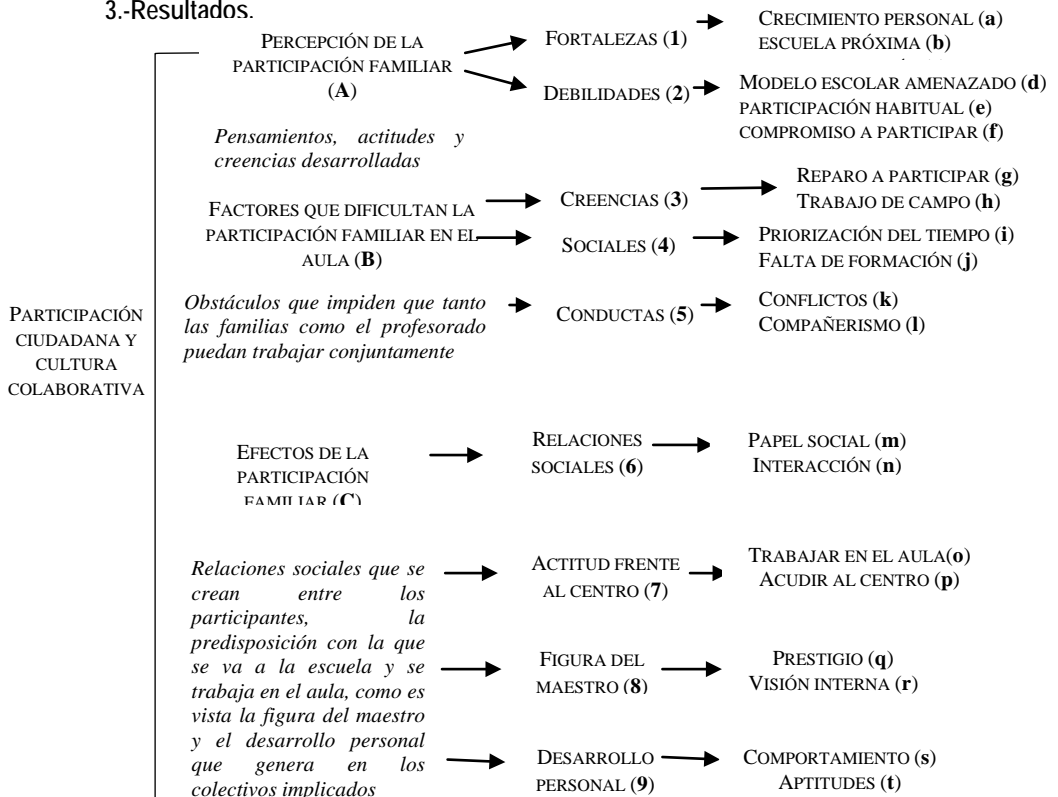 3.-Resultados.
PERCEPCIÓN DE LA
PARTICIPACIÓN FAMILIAR
(A)
FORTALEZAS (1)
CRECIMIENTO PERSONAL (a)
ESCUELA PRÓXIMA (b)
DEBILIDADES (2)
MODELO ESCOLAR AMENAZADO (d)
PARTICIPACIÓN HABITUAL (e)
COMPROMISO A PARTICIPAR (f)
Pensamientos, actitudes y
creencias desarrolladas
FACTORES QUE DIFICULTAN LA
PARTICIPACIÓN FAMILIAR EN EL
AULA (B)
CREENCIAS (3)
REPARO A PARTICIPAR (g)
TRABAJO DE CAMPO (h)
SOCIALES (4)
PRIORIZACIÓN DEL TIEMPO (i)
FALTA DE FORMACIÓN (j)
Obstáculos que impiden que tanto
las familias como el profesorado
puedan trabajar conjuntamente
CONDUCTAS (5)
CONFLICTOS (k)
COMPAÑERISMO (l)
PARTICIPACIÓN
CIUDADANA Y
CULTURA
COLABORATIVA
EFECTOS DE LA
PARTICIPACIÓN
FAMILIAR (C)
RELACIONES
SOCIALES (6)
PAPEL SOCIAL (m)
INTERACCIÓN (n)
Relaciones sociales que se
crean entre los
participantes, la
predisposición con la que
se va a la escuela y se
trabaja en el aula, como es
vista la figura del maestro
y el desarrollo personal
que genera en los
colectivos implicados
ACTITUD FRENTE
AL CENTRO (7)
TRABAJAR EN EL AULA(o)
ACUDIR AL CENTRO (p)
FIGURA DEL
MAESTRO (8)
PRESTIGIO (q)
VISIÓN INTERNA (r)
DESARROLLO
PERSONAL (9)
COMPORTAMIENTO (s)
APTITUDES (t)